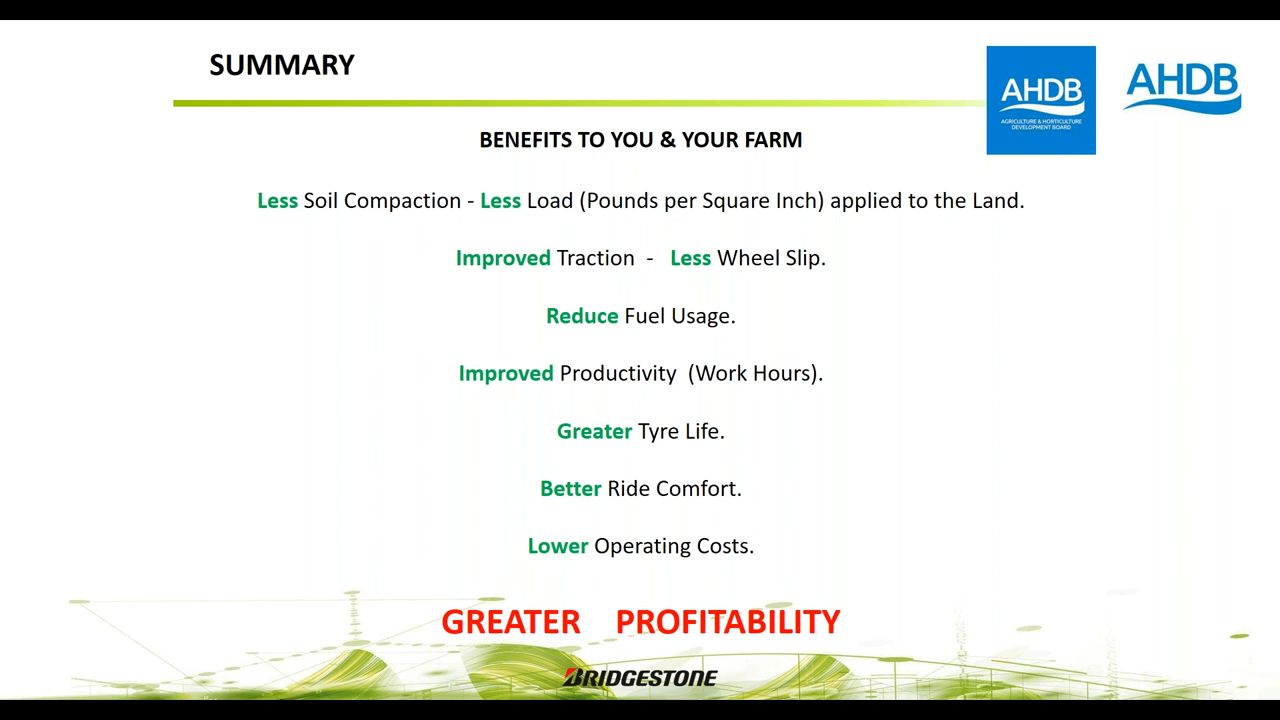 SUMMARY
AHDB
AGRICULTURE & HORTICULTURE
DEVELOPMENT BOARD
AHDB
BENEFITS TO YOU & YOUR FARM
Less Soil Compaction - Less Load (Pounds per Square Inch) applied to the Land.
Improved Traction - Less Wheel Slip.
Reduce Fuel Usage.
Improved Productivity (Work Hours).
Greater Tyre Life.
Better Ride Comfort.
Lower Operating Costs.
GREATER PROFITABILITY
BRIDGESTONE